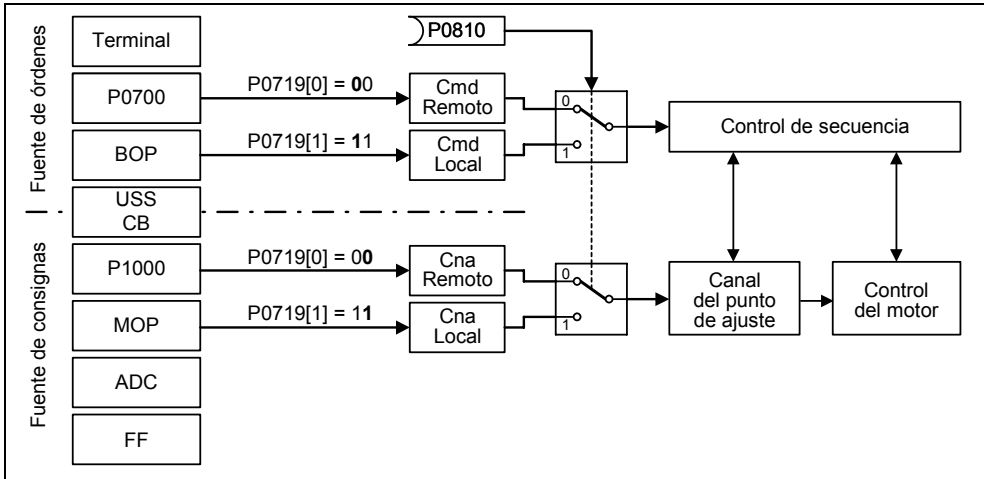 Fuente de órdenes
Terminal
P0810
P0700
P0719[0] = 00
Cmd
Remoto
0
1
Control de secuencia
BOP
P0719[1] = 11
Cmd
Local
USS
CB
Fuente de consignas
P1000
P0719[0] = 00
Cna
Remoto
0
1
Canal
del punto
de ajuste
Control
del motor
MOP
P0719[1] = 11
Cna
Local
ADC
FF